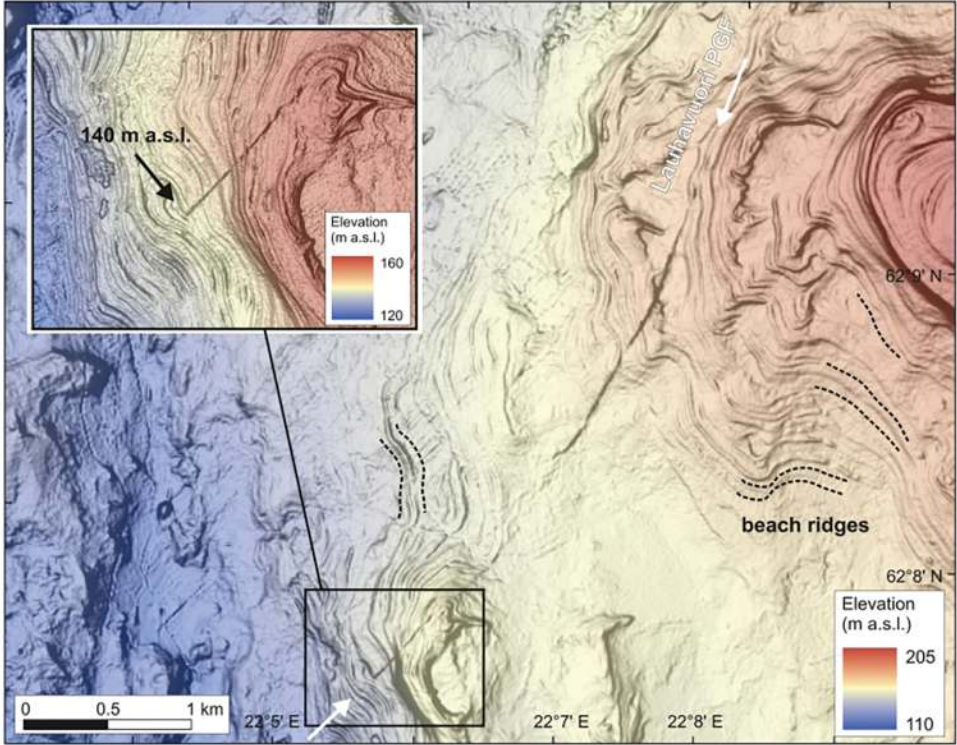 140 m a.s.l.
Elevation
(m a.s.l.)
160
120
Lauhavuori PGF
62°9' N
beach ridges
62°8' N
Elevation
(m a.s.l.)
205
110
0 0.5 1 km
22°5' E
22°7' E
22°8' E